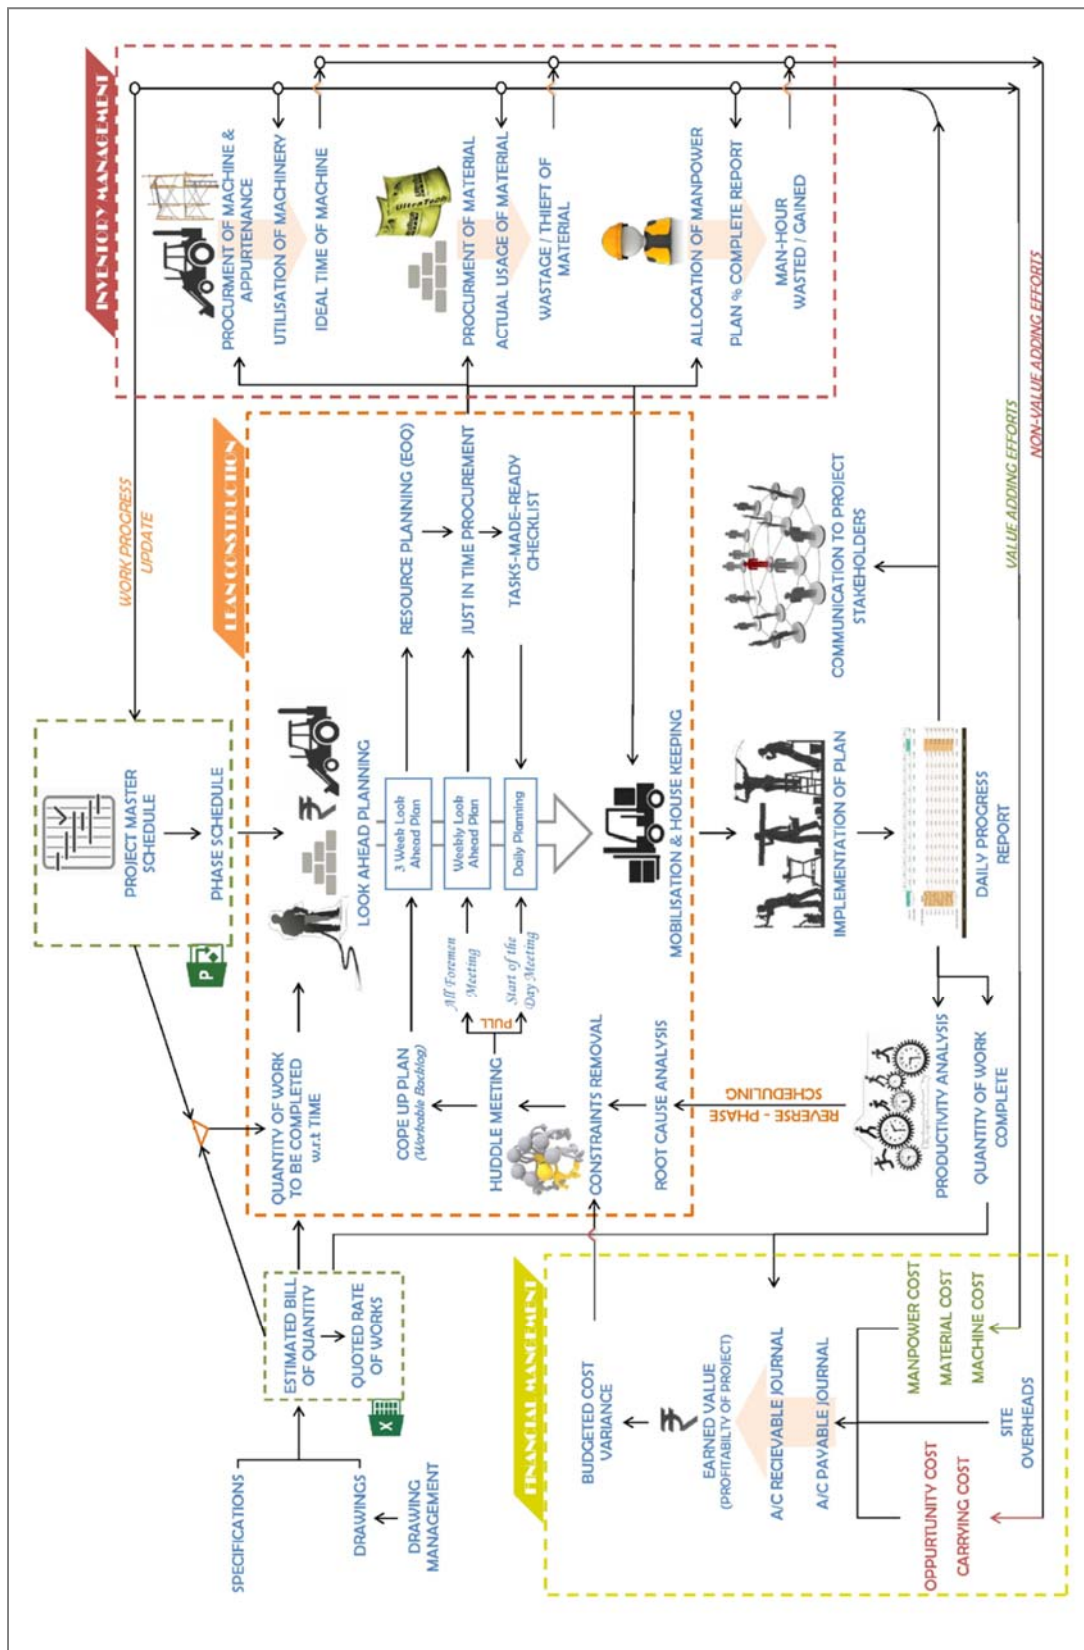 SPECIFICATIONS
DRAWINGS
DRAWING
MANAGEMENT
X
ESTIMATED BILL
OF QUANTITY
QUOTED RATE
OF WORKS
P
PROJECT MASTER
SCHEDULE
PHASE SCHEDULE
WORK PROGRESS
UPDATE
LEAN CONSTRUCTION
QUANTITY OF WORK
TO BE COMPLETED
w.r.t TIME
LOOK AHEAD PLANNING
COPE UP PLAN
(Workable Backlog)
3 Week Look
Ahead Plan
RESOURCE PLANNING (EOQ)
HUDDLE MEETING
PULL
All Foremen
Meeting
Weekly Look
Ahead Plan
JUST IN TIME PROCUREMENT
Start of the
Day Meeting
Daily Planning
TASKS-MADE-READY
CHECKLIST
CONSTRAINTS REMOVAL
ROOT CAUSE ANALYSIS
MOBILISATION & HOUSE KEEPING
REVERSE - PHASE
SCHEDULING
IMPLEMENTATION OF PLAN
COMMUNICATION TO PROJECT
STAKEHOLDERS
PRODUCTIVITY ANALYSIS
QUANTITY OF WORK
COMPLETE
DAILY PROGRESS
REPORT
INVENTORY MANAGEMENT
PROCURMENT OF MACHINE &
APPURTENANCE
UTILISATION OF MACHINERY
IDEAL TIME OF MACHINE
UltraTech
PROCURMENT OF MATERIAL
ACTUAL USAGE OF MATERIAL
WASTAGE / THEFT OF
MATERIAL
ALLOCATION OF MANPOWER
PLAN % COMPLETE REPORT
MAN-HOUR
WASTED / GAINED
VALUE ADDING EFFORTS
NON-VALUE ADDING EFFORTS
FINANCIAL MANAGEMENT
BUDGETED COST
VARIANCE
₹
EARNED VALUE
(PROFITABILTY OF PROJECT)
A/C RECIEVABLE JOURNAL
A/C PAYABLE JOURNAL
OPPURTUNITY COST
CARRYING COST
SITE
OVERHEADS
MANPOWER COST
MATERIAL COST
MACHINE COST